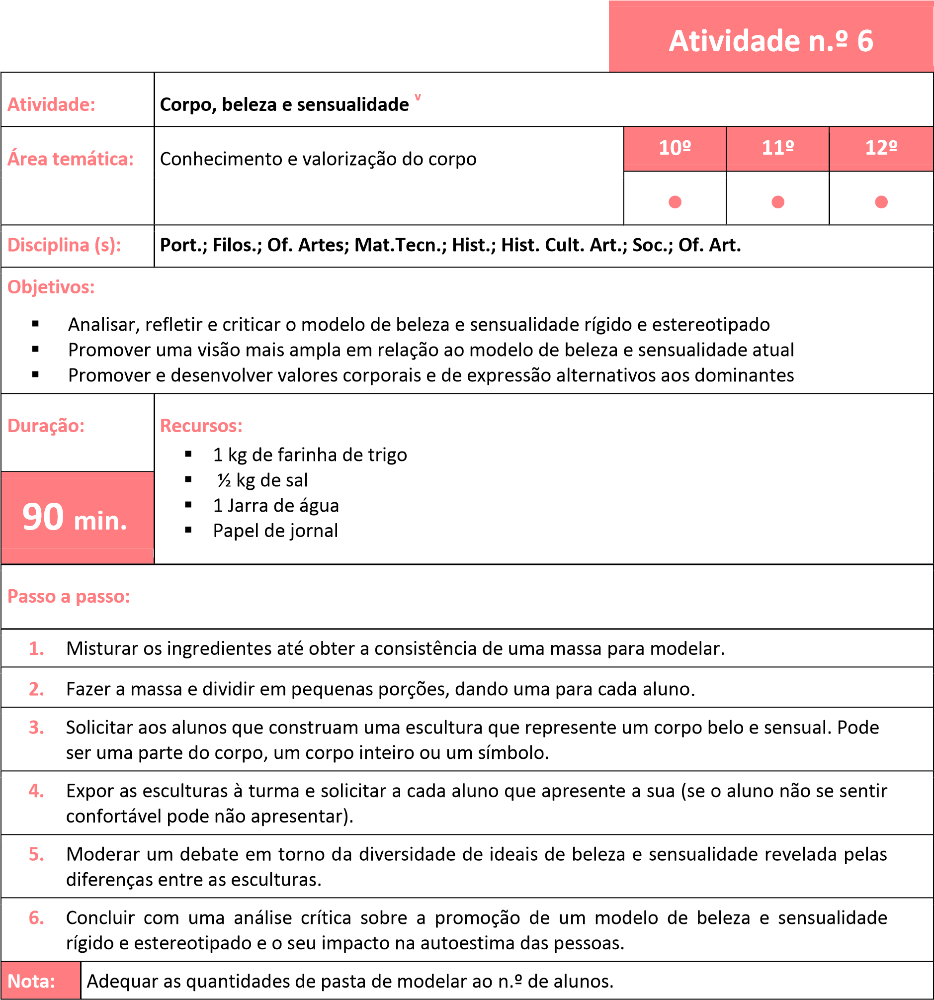 Atividade n.º 6
Atividade:
Corpo, beleza e sensualidade v
Área temática:
Conhecimento e valorização do corpo
10º 11º 12º
● ● ●
Disciplina (s):
Port.; Filos.; Of. Artes; Mat.Tecn.; Hist.; Hist. Cult. Art.; Soc.; Of. Art.
Objetivos:
▪ Analisar, refletir e criticar o modelo de beleza e sensualidade rígido e estereotipado
▪ Promover uma visão mais ampla em relação ao modelo de beleza e sensualidade atual
▪ Promover e desenvolver valores corporais e de expressão alternativos aos dominantes
Duração:
90 min.
Recursos:
▪ 1 kg de farinha de trigo
▪ ½ kg de sal
▪ 1 Jarra de água
▪ Papel de jornal
Passo a passo:
1. Misturar os ingredientes até obter a consistência de uma massa para modelar.
2. Fazer a massa e dividir em pequenas porções, dando uma para cada aluno.
3. Solicitar aos alunos que construam uma escultura que represente um corpo belo e sensual. Pode
ser uma parte do corpo, um corpo inteiro ou um símbolo.
4. Expor as esculturas à turma e solicitar a cada aluno que apresente a sua (se o aluno não se sentir
confortável pode não apresentar).
5. Moderar um debate em torno da diversidade de ideais de beleza e sensualidade revelada pelas
diferenças entre as esculturas.
6. Concluir com uma análise crítica sobre a promoção de um modelo de beleza e sensualidade
rígido e estereotipado e o seu impacto na autoestima das pessoas.
Nota:
Adequar as quantidades de pasta de modelar ao n.º de alunos.